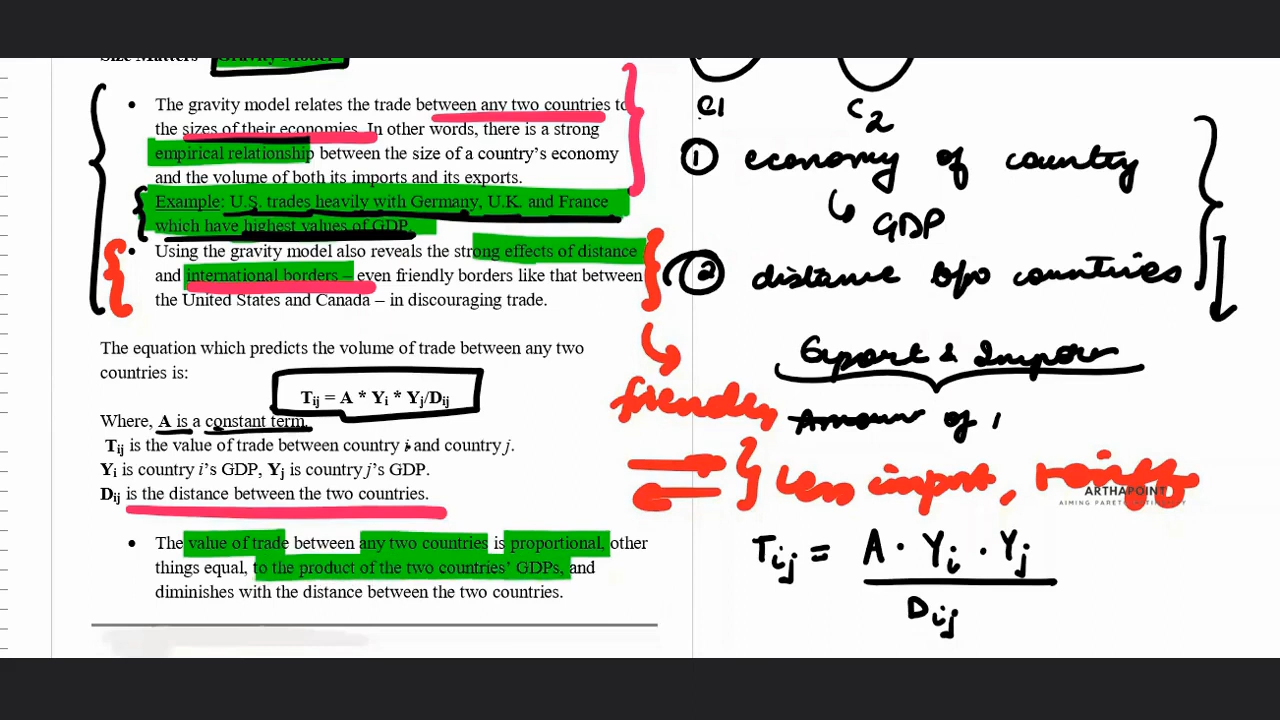 Size Matters Gravity Model
• The gravity model relates the trade between any two countries to
the sizes of their economies. In other words, there is a strong
empirical relationship between the size of a country's economy
and the volume of both its imports and its exports.
Example: U.S. trades heavily with Germany, U.K. and France
which have highest values of GDP.
• Using the gravity model also reveals the strong effects of distance
and international borders – even friendly borders like that between
the United States and Canada – in discouraging trade.
The equation which predicts the volume of trade between any two
countries is:
Tij = A * Yi * Yj/Dij
Where, A is a constant term.
Tij is the value of trade between country i and country j.
Yi is country i's GDP, Yj is country j's GDP.
Dij is the distance between the two countries.
• The value of trade between any two countries is proportional, other
things equal, to the product of the two countries' GDPs, and
diminishes with the distance between the two countries.
C1 C2
① economy of country
GDP
② distance b/w countries
Export & Import
friendly
Amount of
Less import,
ARTHAPOINT
Tij = A · Yi · Yj
Dij